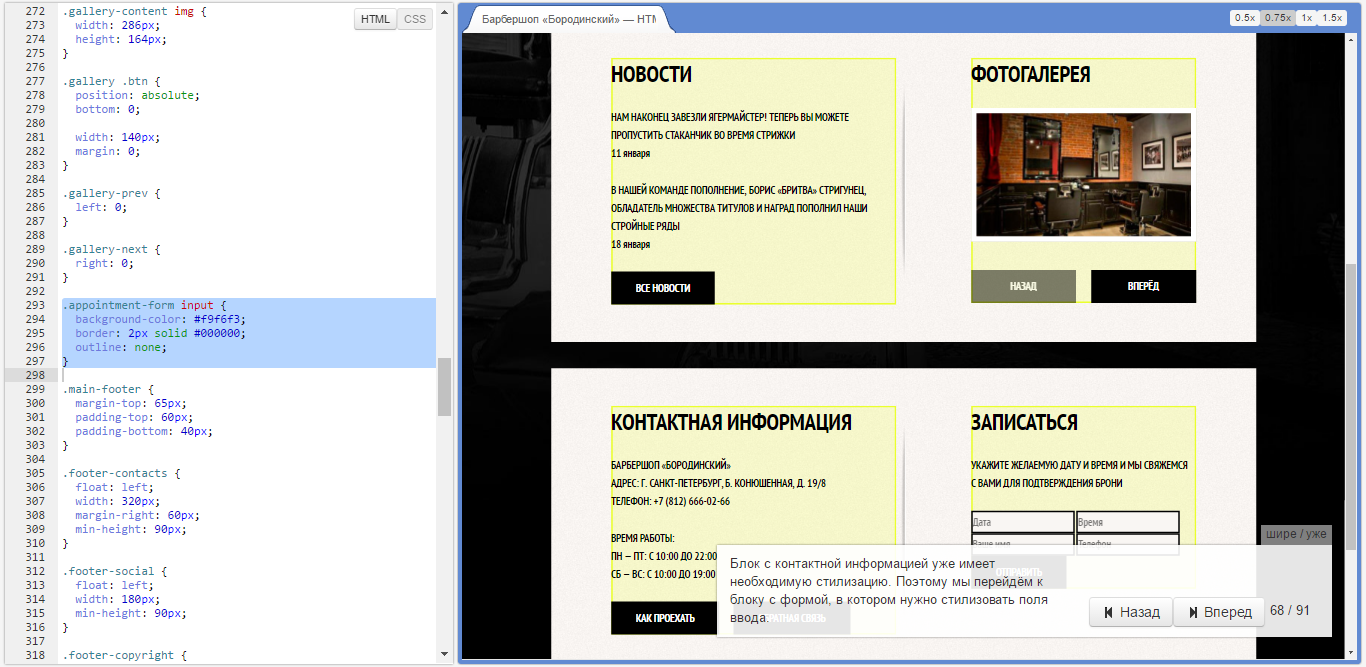 272 .gallery-content img {
273 width: 286px;
274 height: 164px;
275 }
276
277 .gallery .btn {
278 position: absolute;
279 bottom: 0;
280
281 width: 140px;
282 margin: 0;
283 }
284
285 .gallery-prev {
286 left: 0;
287 }
288
289 .gallery-next {
290 right: 0;
291 }
292
293 .appointment-form input {
294 background-color: #f9f6f3;
295 border: 2px solid #000000;
296 outline: none;
297 }
298
299 .main-footer {
300 margin-top: 65px;
301 padding-top: 60px;
302 padding-bottom: 40px;
303 }
304
305 .footer-contacts {
306 float: left;
307 width: 320px;
308 margin-right: 60px;
309 min-height: 90px;
310 }
311
312 .footer-social {
313 float: left;
314 width: 180px;
315 min-height: 90px;
316 }
317
318 .footer-copyright {
HTML CSS
Барбершоп «Бородинский» — HTM
0.5x 0.75x 1x 1.5x
НОВОСТИ
НАМ НАКОНЕЦ ЗАВЕЗЛИ ЯГЕРМАЙСТЕР! ТЕПЕРЬ ВЫ МОЖЕТЕ
ПРОПУСТИТЬ СТАКАНЧИК ВО ВРЕМЯ СТРИЖКИ
11 января
В НАШЕЙ КОМАНДЕ ПОПОЛНЕНИЕ, БОРИС «БРИТВА» СТРИГУНЕЦ,
ОБЛАДАТЕЛЬ МНОЖЕСТВА ТИТУЛОВ И НАГРАД ПОПОЛНИЛ НАШИ
СТРОЙНЫЕ РЯДЫ
18 января
ВСЕ НОВОСТИ
ФОТОГАЛЕРЕЯ
НАЗАД ВПЕРЁД
КОНТАКТНАЯ ИНФОРМАЦИЯ
БАРБЕРШОП «БОРОДИНСКИЙ»
АДРЕС: Г. САНКТ-ПЕТЕРБУРГ, Б. КОНЮШЕННАЯ, Д. 19/8
ТЕЛЕФОН: +7 (812) 666-02-66
ВРЕМЯ РАБОТЫ:
ПН – ПТ: С 10:00 ДО 22:00
СБ – ВС: С 10:00 ДО 19:00
КАК ПРОЕХАТЬ
ЗАПИСАТЬСЯ
УКАЖИТЕ ЖЕЛАЕМУЮ ДАТУ И ВРЕМЯ И МЫ СВЯЖЕМСЯ
С ВАМИ ДЛЯ ПОДТВЕРЖДЕНИЯ БРОНИ
Дата Время
Ваше имя Телефон
ОТПРАВИТЬ
шире / уже
Блок с контактной информацией уже имеет
необходимую стилизацию. Поэтому мы перейдём к
блоку с формой, в котором нужно стилизовать поля
ввода.
СВЯЗЬ
Назад Вперед 68 / 91